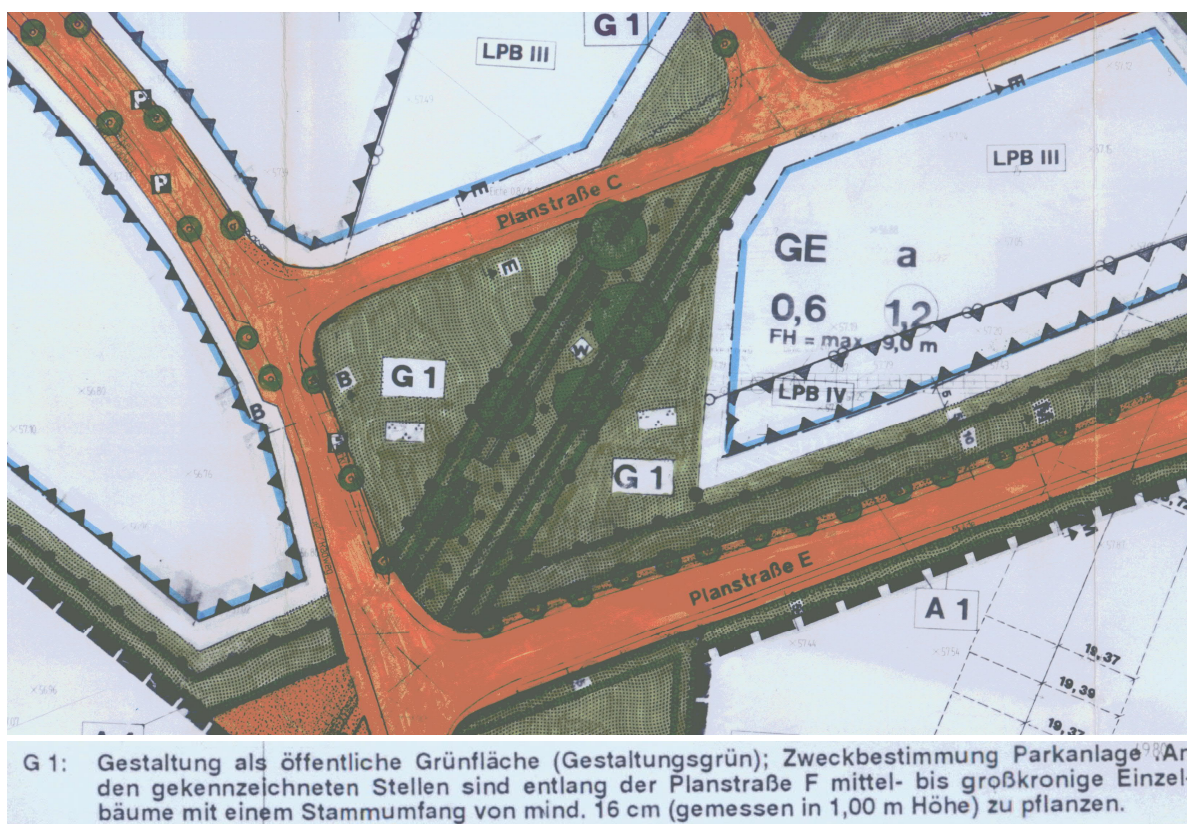 G 1
LPB III
P
LPB III
P
E
E
Planstraße C
GE a
E
0,6 1,2
FH = max. 9,0 m
W
B
G 1
LPB IV
B
G 1
Planstraße E
A 1
19,37
19,39
19,37
G 1: Gestaltung als öffentliche Grünfläche (Gestaltungsgrün); Zweckbestimmung Parkanlage. An
den gekennzeichneten Stellen sind entlang der Planstraße F mittel- bis großkronige Einzel-
bäume mit einem Stammumfang von mind. 16 cm (gemessen in 1,00 m Höhe) zu pflanzen.